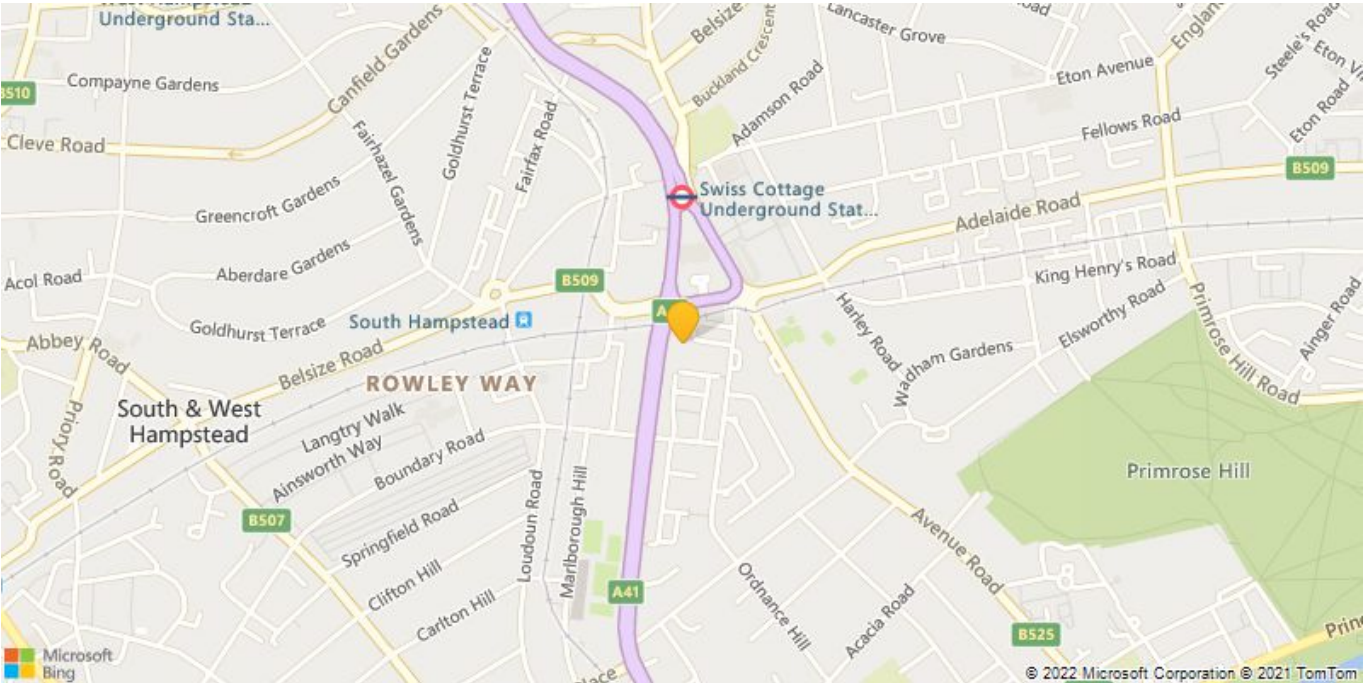 Underground Sta...
Compayne Gardens
B510
Cleve Road
Canfield Gardens
Goldhurst Terrace
Fairhazel Gardens
Fairfax Road
Greencroft Gardens
Aberdare Gardens
Acol Road
Goldhurst Terrace
Belsize
Buckland Crescent
Adamson Road
Lancaster Grove
Eton Avenue
Fellows Road
Steele's Road
Eton Road
B509
Swiss Cottage
Underground Stat...
Adelaide Road
King Henry's Road
Elsworthy Road
Primrose Hill Road
Ainger Road
Harley Road
Wadham Gardens
B509
South Hampstead
Belsize Road
Abbey Road
Priory Road
ROWLEY WAY
South & West
Hampstead
Langtry Walk
Ainsworth Way
Boundary Road
Springfield Road
B507
Clifton Hill
Carlton Hill
Loudoun Road
Marlborough Hill
A41
Ordnance Hill
Acacia Road
Avenue Road
B525
Primrose Hill
Microsoft
Bing
© 2022 Microsoft Corporation © 2021 TomTom